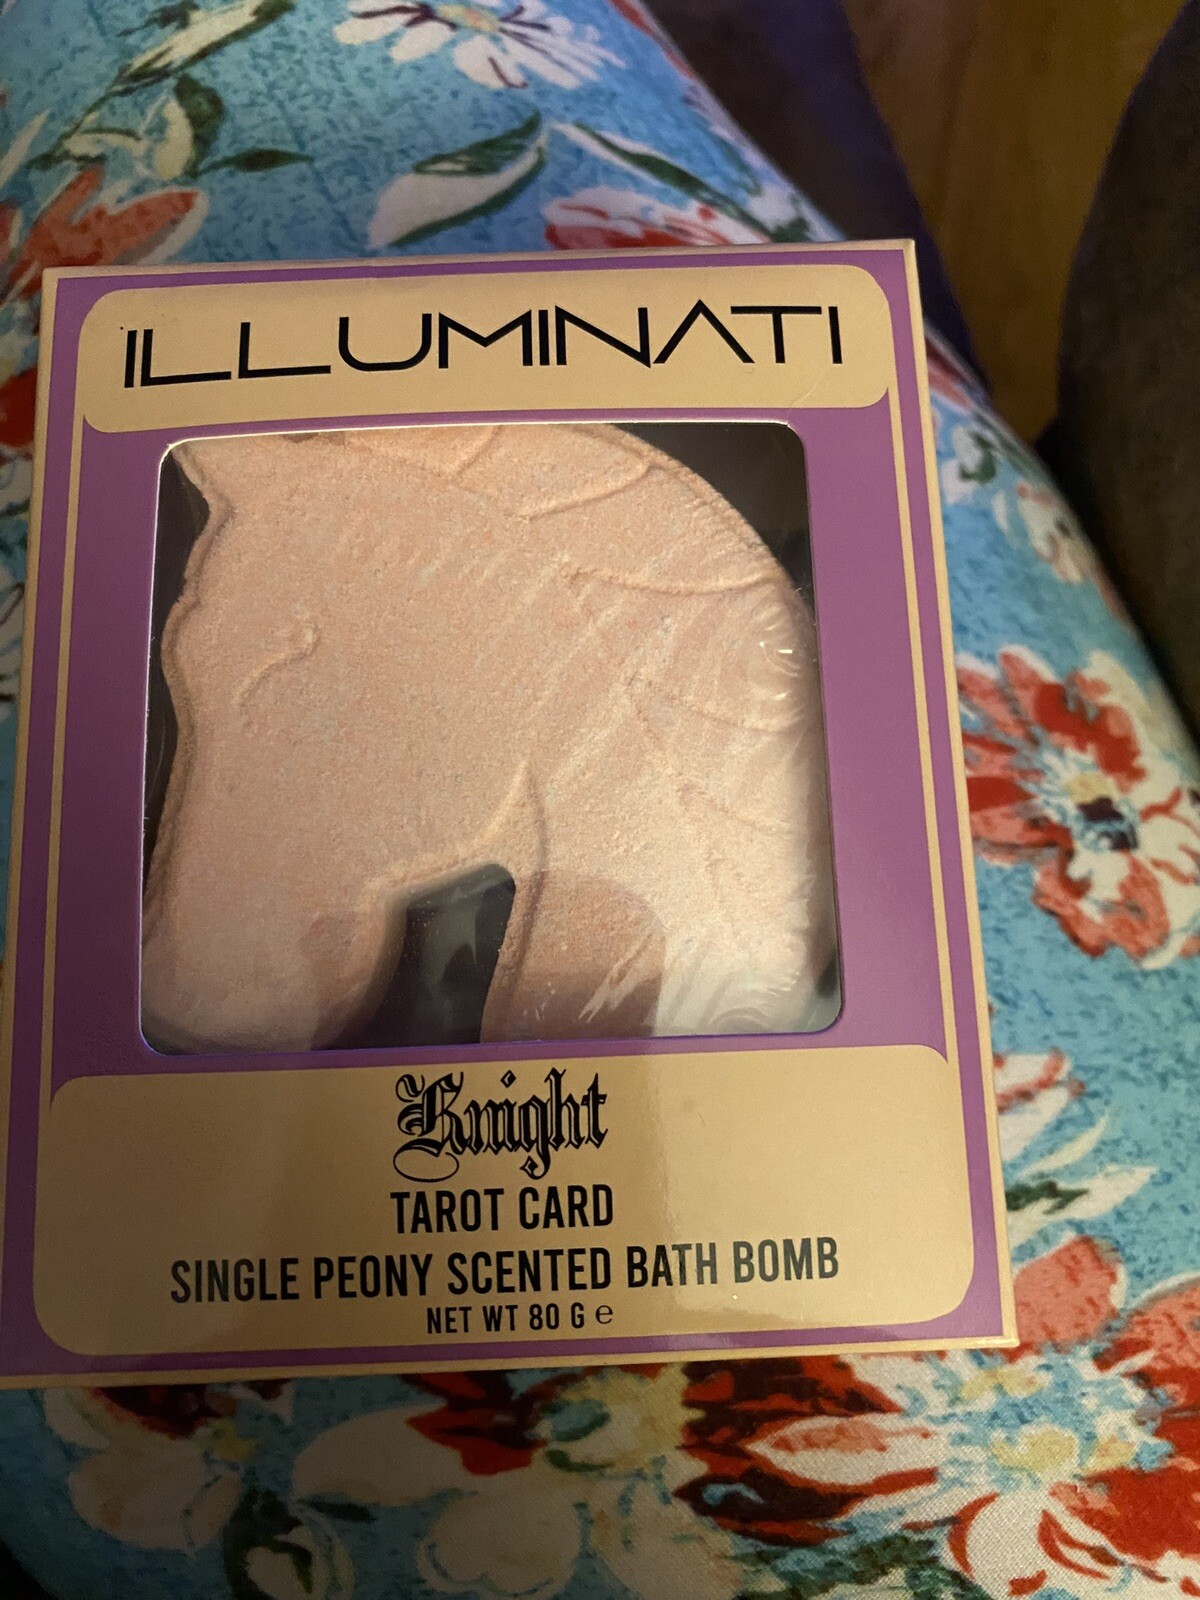 ILLUMINATI
Knight
TAROT CARD
SINGLE PEONY SCENTED BATH BOMB
NET WT 80 G ℮